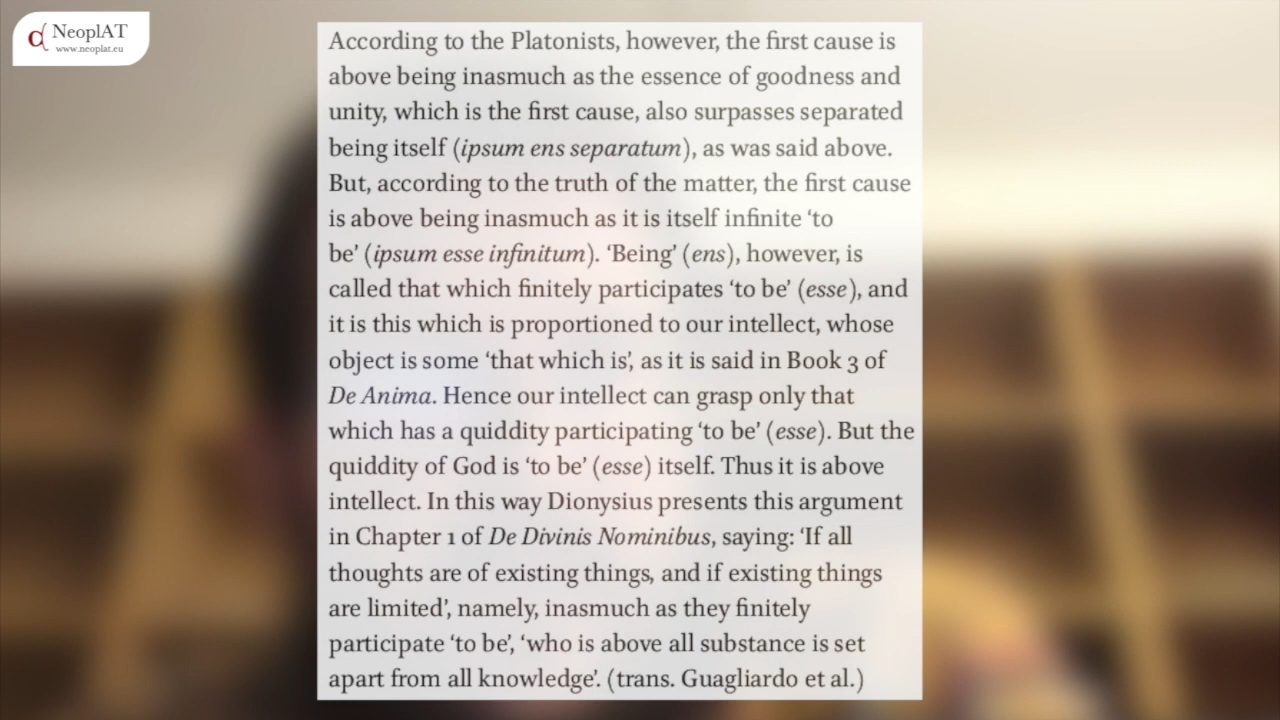 NeoplAT
www.neoplat.eu
According to the Platonists, however, the first cause is
above being inasmuch as the essence of goodness and
unity, which is the first cause, also surpasses separated
being itself (ipsum ens separatum), as was said above.
But, according to the truth of the matter, the first cause
is above being inasmuch as it is itself infinite ‘to
be’ (ipsum esse infinitum). ‘Being’ (ens), however, is
called that which finitely participates ‘to be’ (esse), and
it is this which is proportioned to our intellect, whose
object is some ‘that which is’, as it is said in Book 3 of
De Anima. Hence our intellect can grasp only that
which has a quiddity participating ‘to be’ (esse). But the
quiddity of God is ‘to be’ (esse) itself. Thus it is above
intellect. In this way Dionysius presents this argument
in Chapter 1 of De Divinis Nominibus, saying: ‘If all
thoughts are of existing things, and if existing things
are limited’, namely, inasmuch as they finitely
participate ‘to be’, ‘who is above all substance is set
apart from all knowledge’. (trans. Guagliardo et al.)